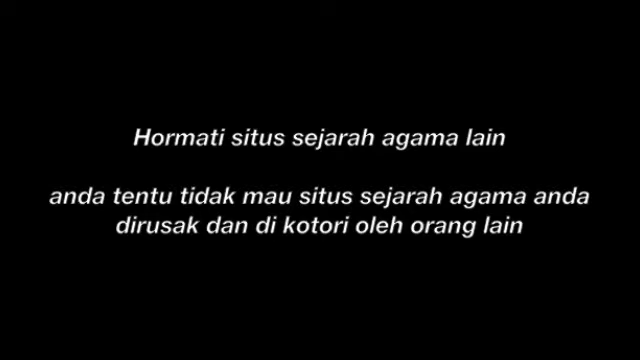 Hormati situs sejarah agama lain
anda tentu tidak mau situs sejarah agama anda
dirusak dan di kotori oleh orang lain